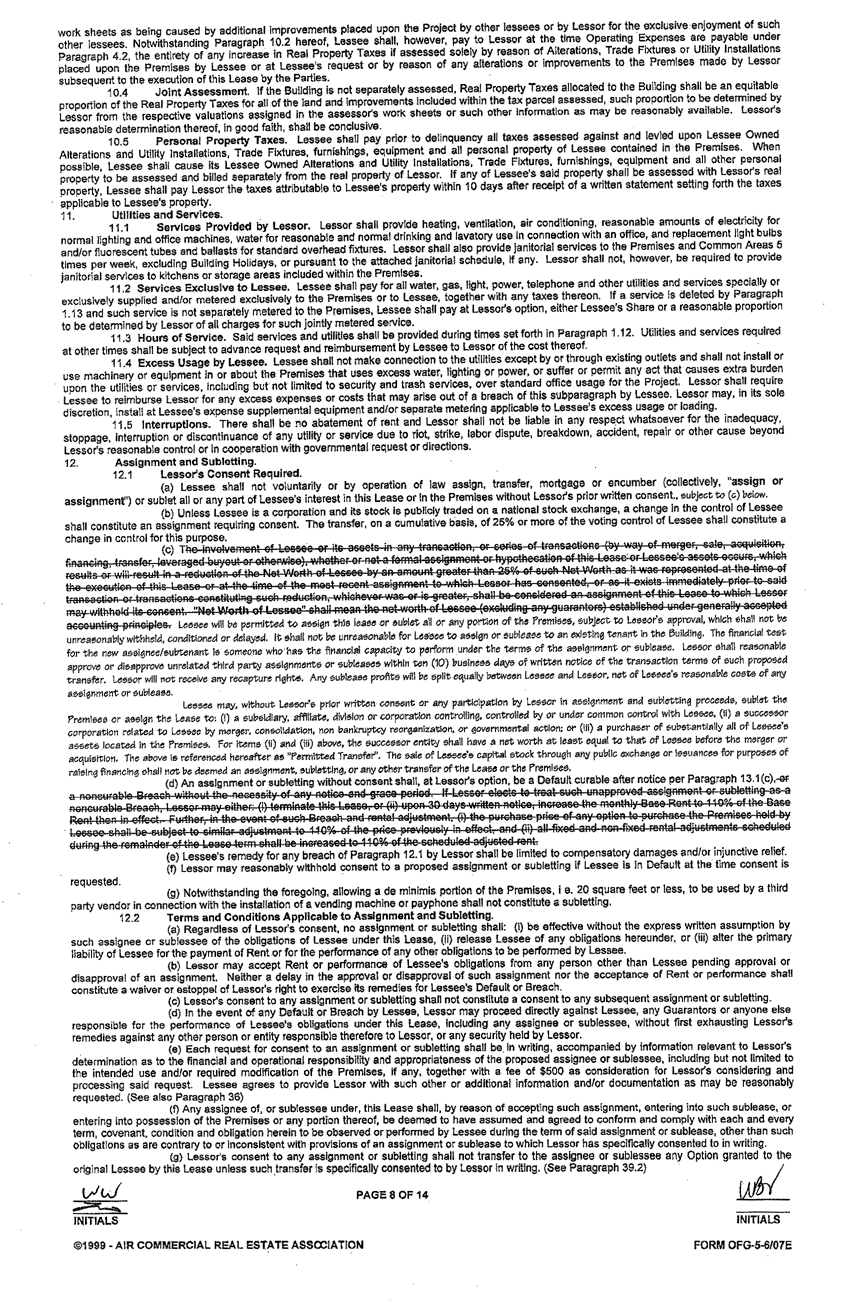 work sheets as being caused by additional improvements placed upon the Project by other lessees or by Lessor for the exclusive enjoyment of such
other lessees. Notwithstanding Paragraph 10.2 hereof, Lessee shall, however, pay to Lessor at the time Operating Expenses are payable under
Paragraph 4.2, the entirety of any increase in Real Property Taxes if assessed solely by reason of Alterations, Trade Fixtures or Utility Installations
placed upon the Premises by Lessee or at Lessee's request or by reason of any alterations or improvements to the Premises made by Lessor
subsequent to the execution of this Lease by the Parties.
10.4 Joint Assessment. If the Building is not separately assessed, Real Property Taxes allocated to the Building shall be an equitable
proportion of the Real Property Taxes for all of the land and improvements included within the tax parcel assessed, such proportion to be determined by
Lessor from the respective valuations assigned in the assessor's work sheets or such other information as may be reasonably available. Lessor's
reasonable determination thereof, in good faith, shall be conclusive.
10.5 Personal Property Taxes. Lessee shall pay prior to delinquency all taxes assessed against and levied upon Lessee Owned
Alterations and Utility Installations, Trade Fixtures, furnishings, equipment and all personal property of Lessee contained in the Premises. When
possible, Lessee shall cause its Lessee Owned Alterations and Utility Installations, Trade Fixtures, furnishings, equipment and all other personal
property to be assessed and billed separately from the real property of Lessor. If any of Lessee's said property shall be assessed with Lessor's real
property, Lessee shall pay Lessor the taxes attributable to Lessee's property within 10 days after receipt of a written statement setting forth the taxes
applicable to Lessee's property.
11. Utilities and Services.
11.1 Services Provided by Lessor. Lessor shall provide heating, ventilation, air conditioning, reasonable amounts of electricity for
normal lighting and office machines, water for reasonable and normal drinking and lavatory use in connection with an office, and replacement light bulbs
and/or fluorescent tubes and ballasts for standard overhead fixtures. Lessor shall also provide janitorial services to the Premises and Common Areas 5
times per week, excluding Building Holidays, or pursuant to the attached janitorial schedule, if any. Lessor shall not, however, be required to provide
janitorial services to kitchens or storage areas included within the Premises.
11.2 Services Exclusive to Lessee. Lessee shall pay for all water, gas, light, power, telephone and other utilities and services specially or
exclusively supplied and/or metered exclusively to the Premises or to Lessee, together with any taxes thereon. If a service is deleted by Paragraph
1.13 and such service is not separately metered to the Premises, Lessee shall pay at Lessor's option, either Lessee's Share or a reasonable proportion
to be determined by Lessor of all charges for such jointly metered service.
11.3 Hours of Service. Said services and utilities shall be provided during times set forth in Paragraph 1.12. Utilities and services required
at other times shall be subject to advance request and reimbursement by Lessee to Lessor of the cost thereof.
11.4 Excess Usage by Lessee. Lessee shall not make connection to the utilities except by or through existing outlets and shall not install or
use machinery or equipment in or about the Premises that uses excess water, lighting or power, or suffer or permit any act that causes extra burden
upon the utilities or services, including but not limited to security and trash services, over standard office usage for the Project. Lessor shall require
Lessee to reimburse Lessor for any excess expenses or costs that may arise out of a breach of this subparagraph by Lessee. Lessor may, in its sole
discretion, install at Lessee's expense supplemental equipment and/or separate metering applicable to Lessee's excess usage or loading.
11.5 Interruptions. There shall be no abatement of rent and Lessor shall not be liable in any respect whatsoever for the inadequacy,
stoppage, interruption or discontinuance of any utility or service due to riot, strike, labor dispute, breakdown, accident, repair or other cause beyond
Lessor's reasonable control or in cooperation with governmental request or directions.
12. Assignment and Subletting.
12.1 Lessor's Consent Required.
(a) Lessee shall not voluntarily or by operation of law assign, transfer, mortgage or encumber (collectively, "assign or
assignment") or sublet all or any part of Lessee's interest in this Lease or in the Premises without Lessor's prior written consent., subject to (c) below.
(b) Unless Lessee is a corporation and its stock is publicly traded on a national stock exchange, a change in the control of Lessee
shall constitute an assignment requiring consent. The transfer, on a cumulative basis, of 25% or more of the voting control of Lessee shall constitute a
change in control for this purpose.
(c) The involvement of Lessee or its assets in any transaction, or series of transactions (by way of merger, sale, acquisition,
financing, transfer, leveraged buyout or otherwise), whether or not a formal assignment or hypothecation of this Lease or Lessee's assets occurs, which
results or will result in a reduction of the Net Worth of Lessee by an amount greater than 25% of such Net Worth as it was represented at the time of
the execution of this Lease or at the time of the most recent assignment to which Lessor has consented, or as it exists immediately prior to said
transaction or transactions constituting such reduction, whichever was or is greater, shall be considered an assignment of this Lease to which Lessor
may withhold its consent. "Net Worth of Lessee" shall mean the net worth of Lessee (excluding any guarantors) established under generally accepted
accounting principles. Lessee will be permitted to assign this lease or sublet all or any portion of the Premises, subject to Lessor's approval, which shall not be
unreasonably withheld, conditioned or delayed. It shall not be unreasonable for Lessee to assign or sublease to an existing tenant in the Building. The financial test
for the new assignee/subtenant is someone who has the financial capacity to perform under the terms of the assignment or sublease. Lessor shall reasonable
approve or disapprove unrelated third party assignments or subleases within ten (10) business days of written notice of the transaction terms of such proposed
transfer. Lessor will not receive any recapture rights. Any sublease profits will be split equally between Lessee and Lessor, net of Lessee's reasonable costs of any
assignment or sublease.
Lessee may, without Lessor's prior written consent or any participation by Lessor in assignment and subletting proceeds, sublet the
Premises or assign the Lease to: (i) a subsidiary, affiliate, division or corporation controlling, controlled by or under common control with Lessee, (ii) a successor
corporation related to Lessee by merger, consolidation, non bankruptcy reorganization, or governmental action; or (iii) a purchaser of substantially all of Lessee's
assets located in the Premises. For items (ii) and (iii) above, the successor entity shall have a net worth at least equal to that of Lessee before the merger or
acquisition. The above is referenced hereafter as "Permitted Transfer". The sale of Lessee's capital stock through any public exchange or issuances for purposes of
raising financing shall not be deemed an assignment, subletting, or any other transfer of the Lease or the Premises.
(d) An assignment or subletting without consent shall, at Lessor's option, be a Default curable after notice per Paragraph 13.1(c), or
a noncurable Breach without the necessity of any notice and grace period. If Lessor elects to treat such unapproved assignment or subletting as a
noncurable Breach, Lessor may either: (i) terminate this Lease, or (ii) upon 30 days written notice, increase the monthly Base Rent to 110% of the Base
Rent then in effect. Further, in the event of such Breach and rental adjustment, (i) the purchase price of any option to purchase the Premises held by
Lessee shall be subject to similar adjustment to 110% of the price previously in effect, and (ii) all fixed and non-fixed rental adjustments scheduled
during the remainder of the Lease term shall be increased to 110% of the scheduled adjusted rent.
(e) Lessee's remedy for any breach of Paragraph 12.1 by Lessor shall be limited to compensatory damages and/or injunctive relief.
(f) Lessor may reasonably withhold consent to a proposed assignment or subletting if Lessee is in Default at the time consent is
requested.
(g) Notwithstanding the foregoing, allowing a de minimis portion of the Premises, i e. 20 square feet or less, to be used by a third
party vendor in connection with the installation of a vending machine or payphone shall not constitute a subletting.
12.2 Terms and Conditions Applicable to Assignment and Subletting.
(a) Regardless of Lessor's consent, no assignment or subletting shall: (i) be effective without the express written assumption by
such assignee or sublessee of the obligations of Lessee under this Lease, (ii) release Lessee of any obligations hereunder, or (iii) alter the primary
liability of Lessee for the payment of Rent or for the performance of any other obligations to be performed by Lessee.
(b) Lessor may accept Rent or performance of Lessee's obligations from any person other than Lessee pending approval or
disapproval of an assignment. Neither a delay in the approval or disapproval of such assignment nor the acceptance of Rent or performance shall
constitute a waiver or estoppel of Lessor's right to exercise its remedies for Lessee's Default or Breach.
(c) Lessor's consent to any assignment or subletting shall not constitute a consent to any subsequent assignment or subletting.
(d) In the event of any Default or Breach by Lessee, Lessor may proceed directly against Lessee, any Guarantors or anyone else
responsible for the performance of Lessee's obligations under this Lease, including any assignee or sublessee, without first exhausting Lessor's
remedies against any other person or entity responsible therefore to Lessor, or any security held by Lessor.
(e) Each request for consent to an assignment or subletting shall be in writing, accompanied by information relevant to Lessor's
determination as to the financial and operational responsibility and appropriateness of the proposed assignee or sublessee, including but not limited to
the intended use and/or required modification of the Premises, if any, together with a fee of $500 as consideration for Lessor's considering and
processing said request. Lessee agrees to provide Lessor with such other or additional information and/or documentation as may be reasonably
requested. (See also Paragraph 36)
(f) Any assignee of, or sublessee under, this Lease shall, by reason of accepting such assignment, entering into such sublease, or
entering into possession of the Premises or any portion thereof, be deemed to have assumed and agreed to conform and comply with each and every
term, covenant, condition and obligation herein to be observed or performed by Lessee during the term of said assignment or sublease, other than such
obligations as are contrary to or inconsistent with provisions of an assignment or sublease to which Lessor has specifically consented to in writing.
(g) Lessor's consent to any assignment or subletting shall not transfer to the assignee or sublessee any Option granted to the
original Lessee by this Lease unless such transfer is specifically consented to by Lessor in writing. (See Paragraph 39.2)
PAGE 8 OF 14
INITIALS
INITIALS
©1999 - AIR COMMERCIAL REAL ESTATE ASSOCIATION
FORM OFG-5-6/07E